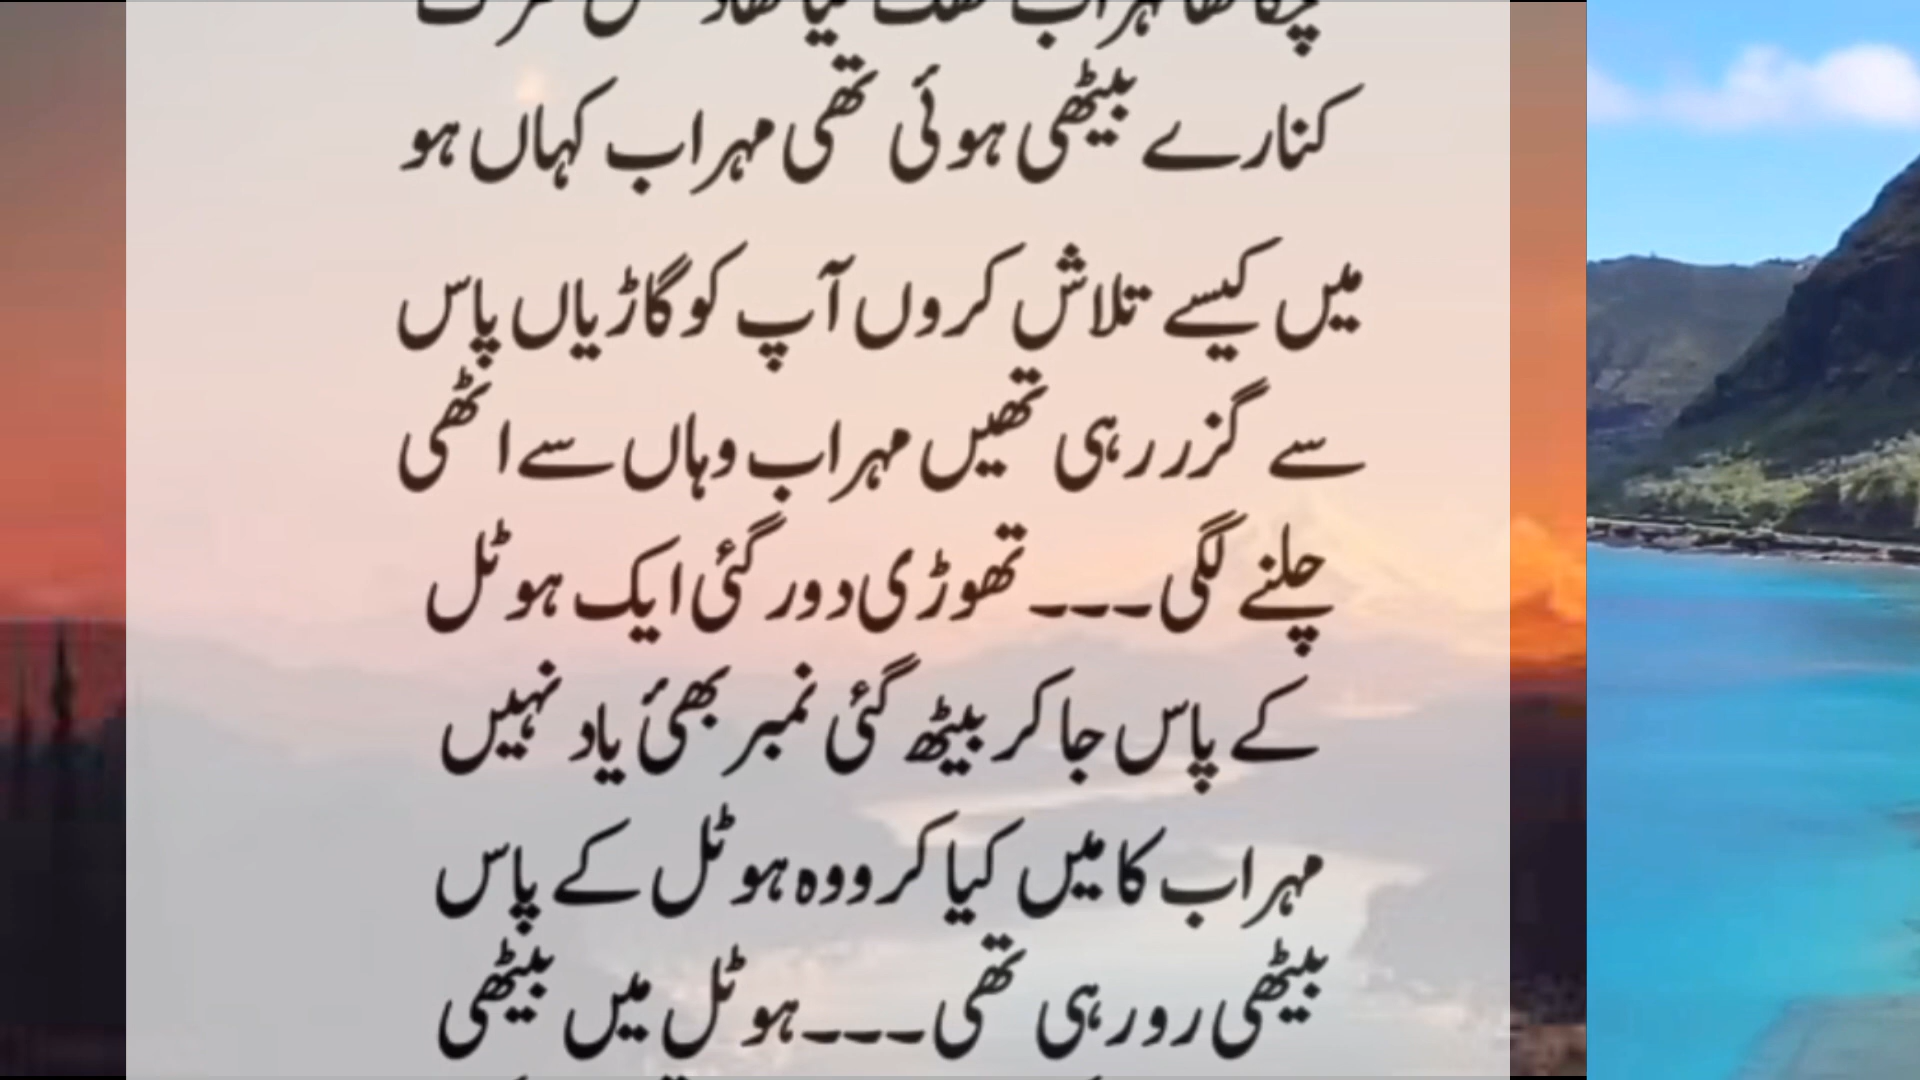 کنارے بیٹھی ہوئی تھی مہراب کہاں ہو
میں کیسے تلاش کروں آپ کو گاڑیاں پاس
سے گزر رہی تھیں مہراب وہاں سے اٹھی
چلنے لگی۔۔۔ تھوڑی دور گئی ایک ہوٹل
کے پاس جا کر بیٹھ گئی نمبر بھئ یاد نہیں
مہراب کا میں کیا کرو وہ ہوٹل کے پاس
بیٹھی رو رہی تھی۔۔۔ ہوٹل میں بیٹھی